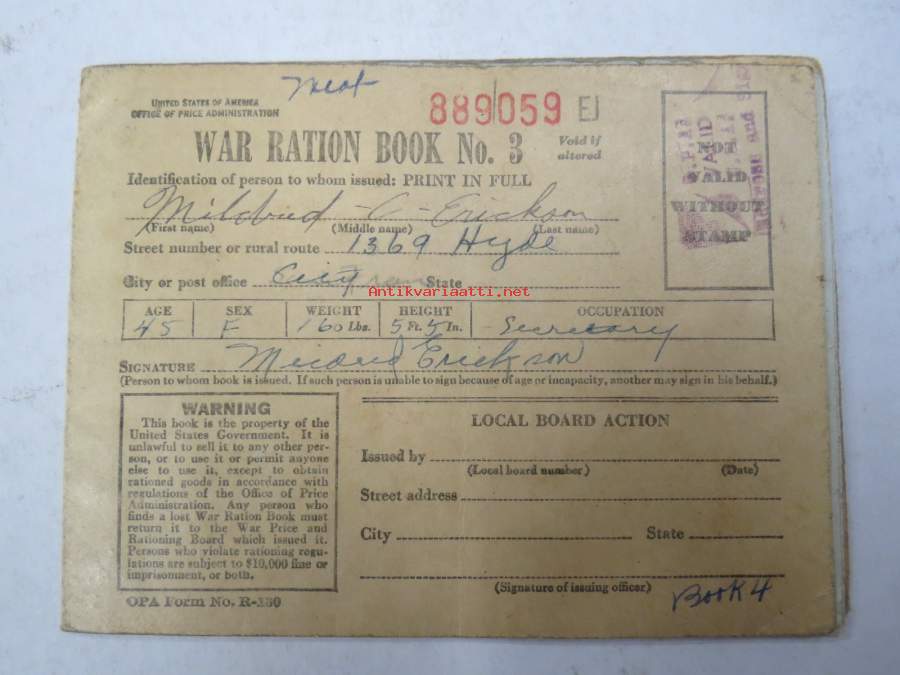 Meat
UNITED STATES OF AMERICA
OFFICE OF PRICE ADMINISTRATION
889059 EJ
WAR RATION BOOK No. 3
Void if
altered
Identification of person to whom issued: PRINT IN FULL
Mildred - C - Erickson
(First name) (Middle name) (Last name)
Street number or rural route 1369 Hyde
City or post office City State
NOT
VALID
WITHOUT
STAMP
VALID
Antikvariaatti.net
AGE SEX WEIGHT HEIGHT OCCUPATION
45 F 160 Lbs. 5 Ft. 5 In. Secretary
SIGNATURE Mildred Erickson
(Person to whom book is issued. If such person is unable to sign because of age or incapacity, another may sign in his behalf.)
WARNING
This book is the property of the
United States Government. It is
unlawful to sell it to any other per-
son, or to use it or permit anyone
else to use it, except to obtain
rationed goods in accordance with
regulations of the Office of Price
Administration. Any person who
finds a lost War Ration Book must
return it to the War Price and
Rationing Board which issued it.
Persons who violate rationing regu-
lations are subject to $10,000 fine or
imprisonment, or both.
OPA Form No. R-130
LOCAL BOARD ACTION
Issued by
(Local board number) (Date)
Street address
City State
(Signature of issuing officer)
Book 4